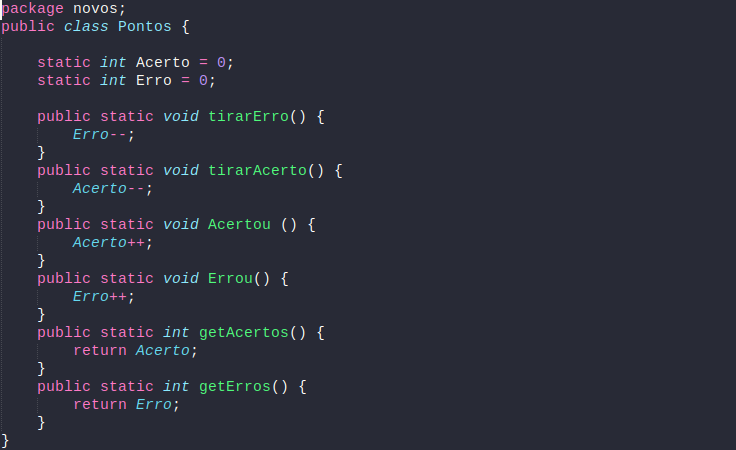 package novos;
public class Pontos {
static int Acerto = 0;
static int Erro = 0;
public static void tirarErro() {
Erro--;
}
public static void tirarAcerto() {
Acerto--;
}
public static void Acertou () {
Acerto++;
}
public static void Errou() {
Erro++;
}
public static int getAcertos() {
return Acerto;
}
public static int getErros() {
return Erro;
}
}